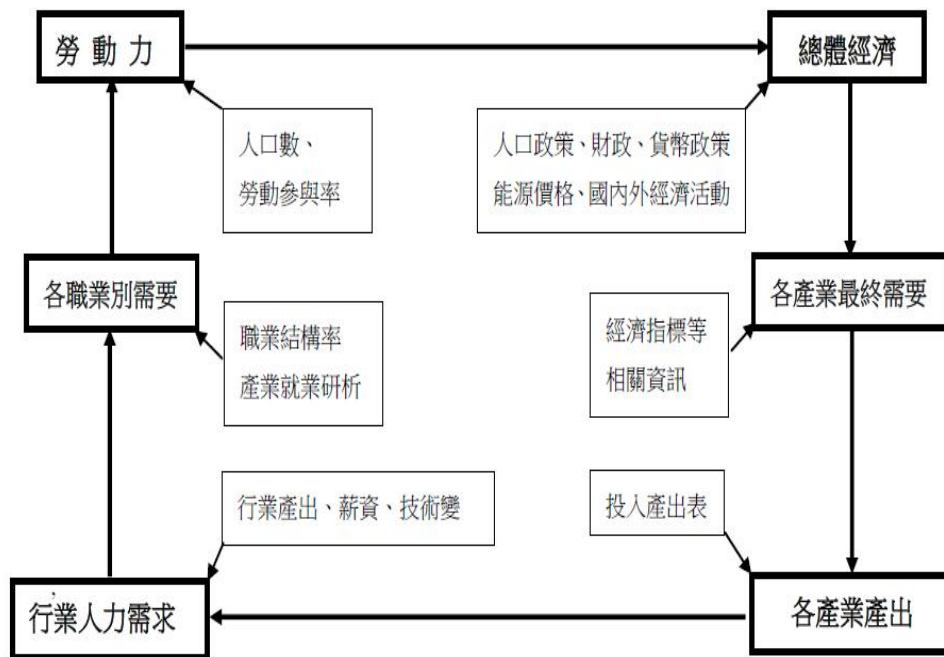 勞 動 力
總體經濟
人口數、
勞動參與率
人口政策、財政、貨幣政策
能源價格、國內外經濟活動
各職業別需要
各產業最終需要
職業結構率
產業就業研析
經濟指標等
相關資訊
行業產出、薪資、技術變
投入產出表
行業人力需求
各產業產出